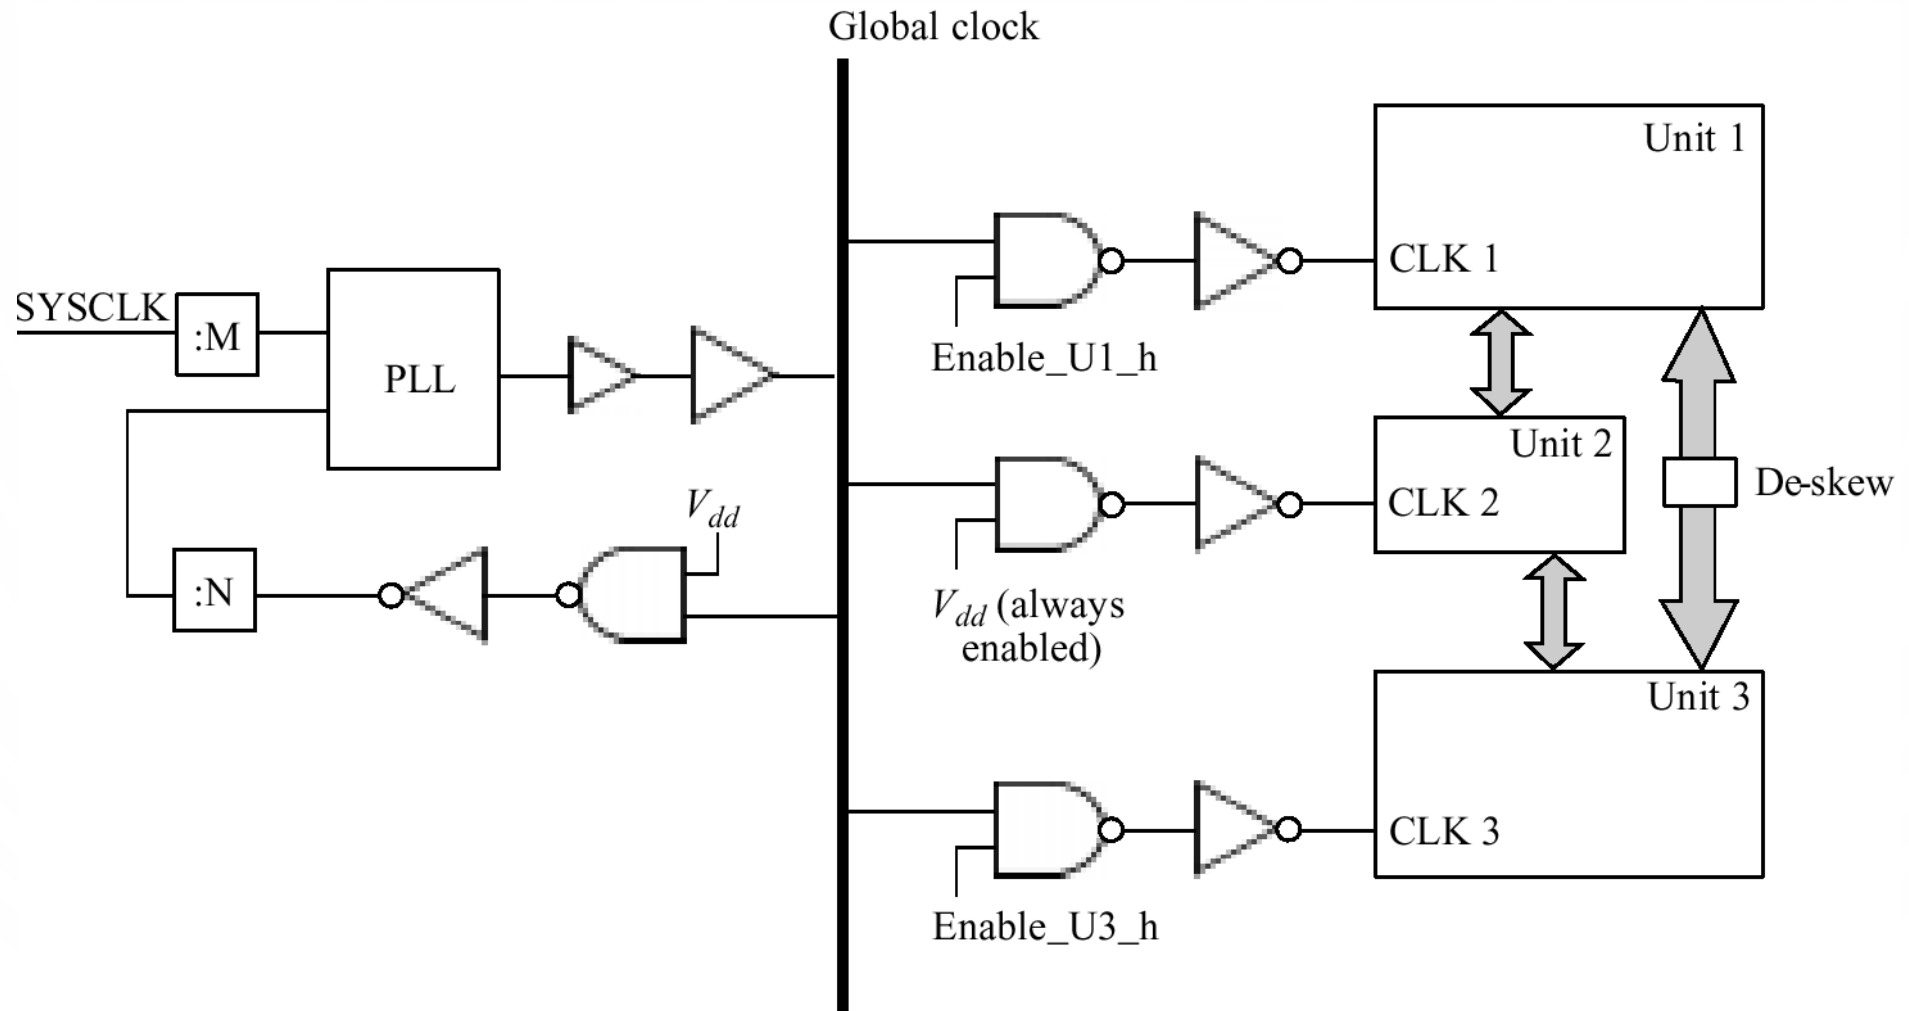 Global clock
Unit 1
CLK 1
SYSCLK
:M
PLL
Enable_U1_h
Unit 2
CLK 2
De-skew
Vdd
:N
Vdd (always
enabled)
Unit 3
CLK 3
Enable_U3_h